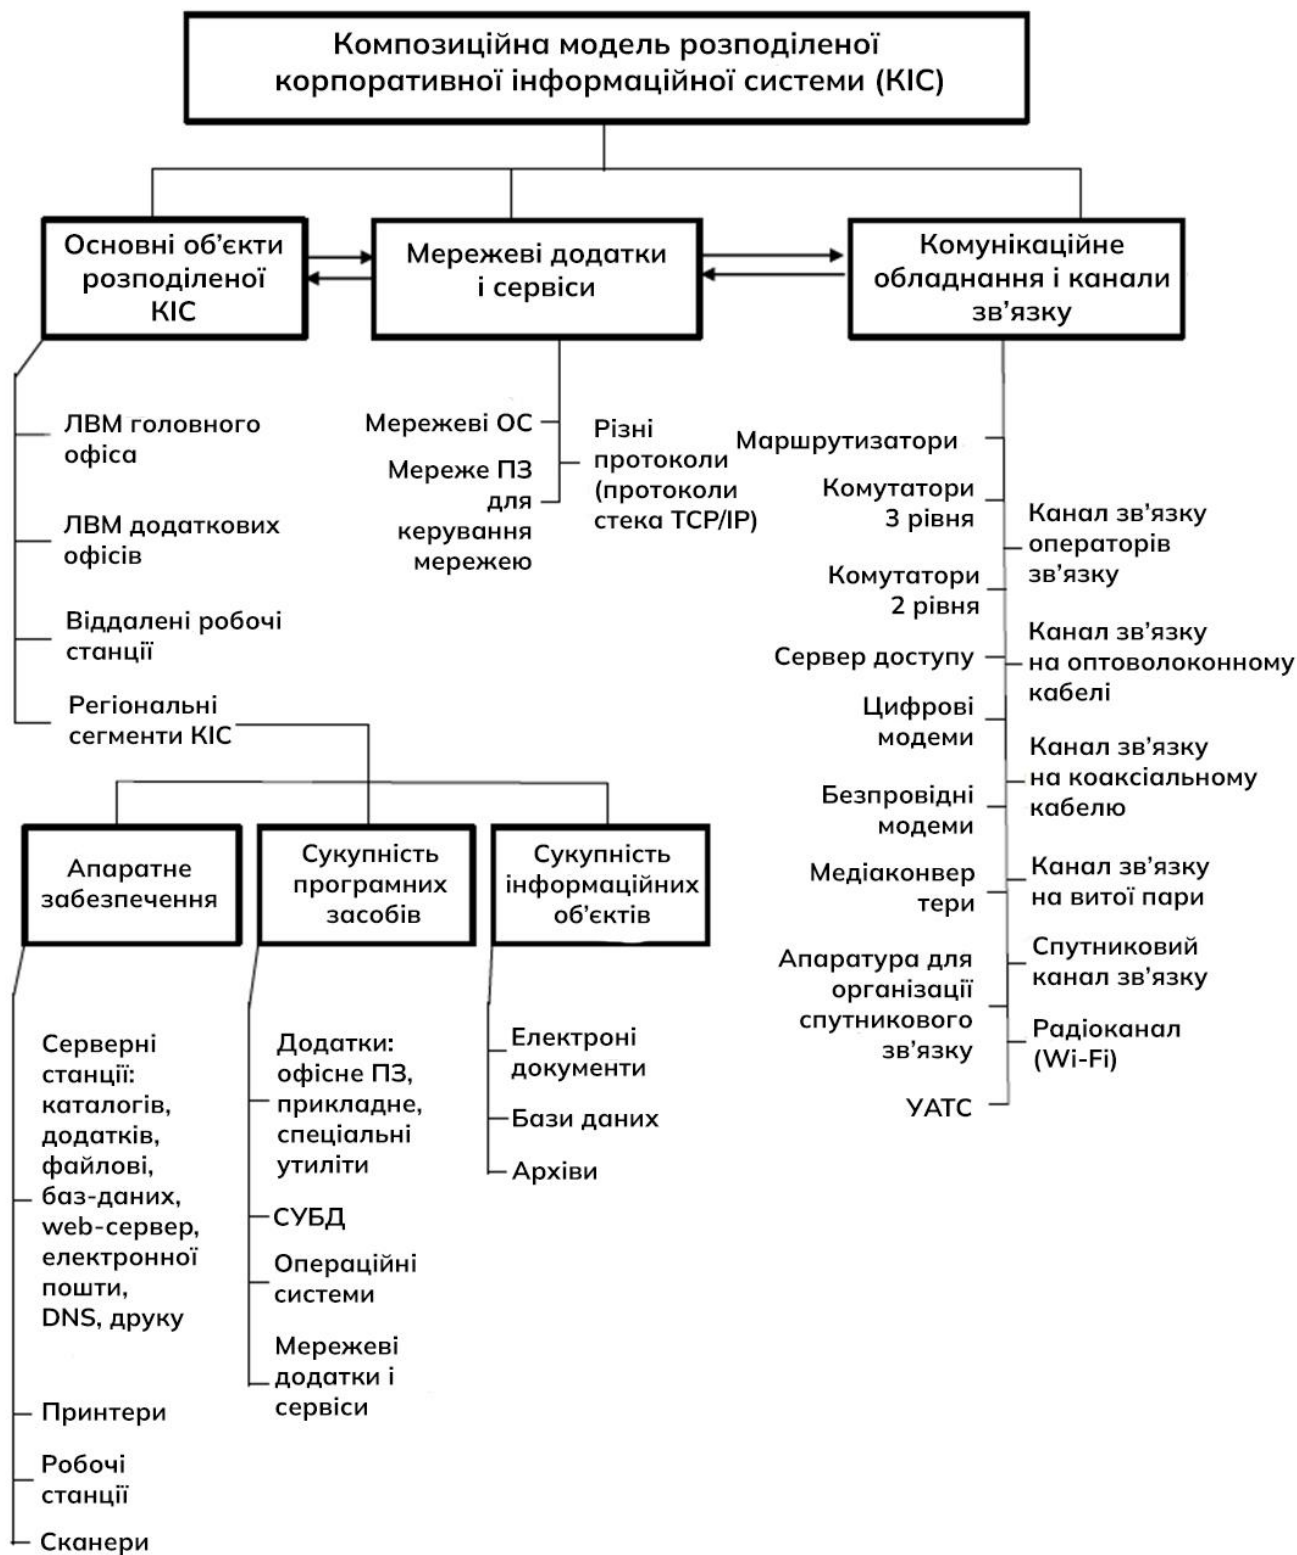 Композиційна модель розподіленої
корпоративної інформаційної системи (КІС)
Основні об’єкти
розподіленої
КІС
Мережеві додатки
і сервіси
Комунікаційне
обладнання і канали
зв’язку
ЛВМ головного
офіса
ЛВМ додаткових
офісів
Віддалені робочі
станції
Регіональні
сегменти КІС
Мережеві ОС
Мереже ПЗ
для
керування
мережею
Різні
протоколи
(протоколи
стека TCP/IP)
Маршрутизатори
Комутатори
3 рівня
Комутатори
2 рівня
Сервер доступу
Цифрові
модеми
Безпровідні
модеми
Медіаконвер
тери
Апаратура для
організації
спутникового
зв’язку
УАТС
Канал зв’язку
операторів
зв’язку
Канал зв’язку
на оптоволоконному
кабелі
Канал зв’язку
на коаксіальному
кабелю
Канал зв’язку
на витої пари
Спутниковий
канал зв’язку
Радіоканал
(Wi-Fi)
Апаратне
забезпечення
Сукупність
програмних
засобів
Сукупність
інформаційних
об’єктів
Серверні
станції:
каталогів,
додатків,
файлові,
баз-даних,
web-сервер,
електронної
пошти,
DNS, друку
Принтери
Робочі
станції
Сканери
Додатки:
офісне ПЗ,
прикладне,
спеціальні
утиліти
СУБД
Операційні
системи
Мережеві
додатки і
сервіси
Електроні
документи
Бази даних
Архіви